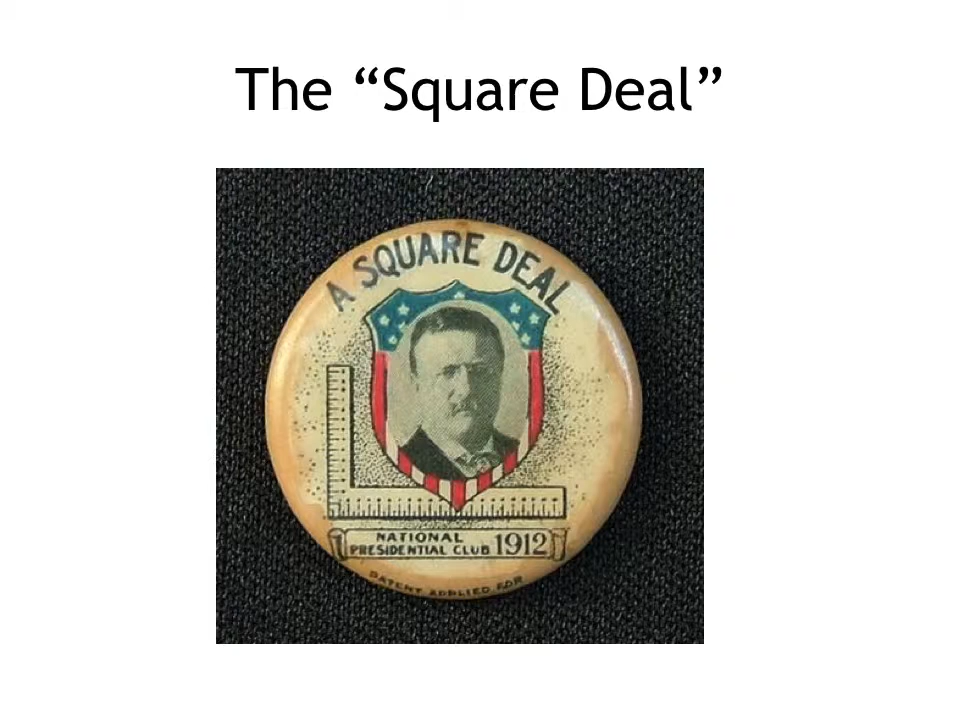 The “Square Deal”
A SQUARE DEAL
NATIONAL
PRESIDENTIAL CLUB 1912
PATENT APPLIED FOR